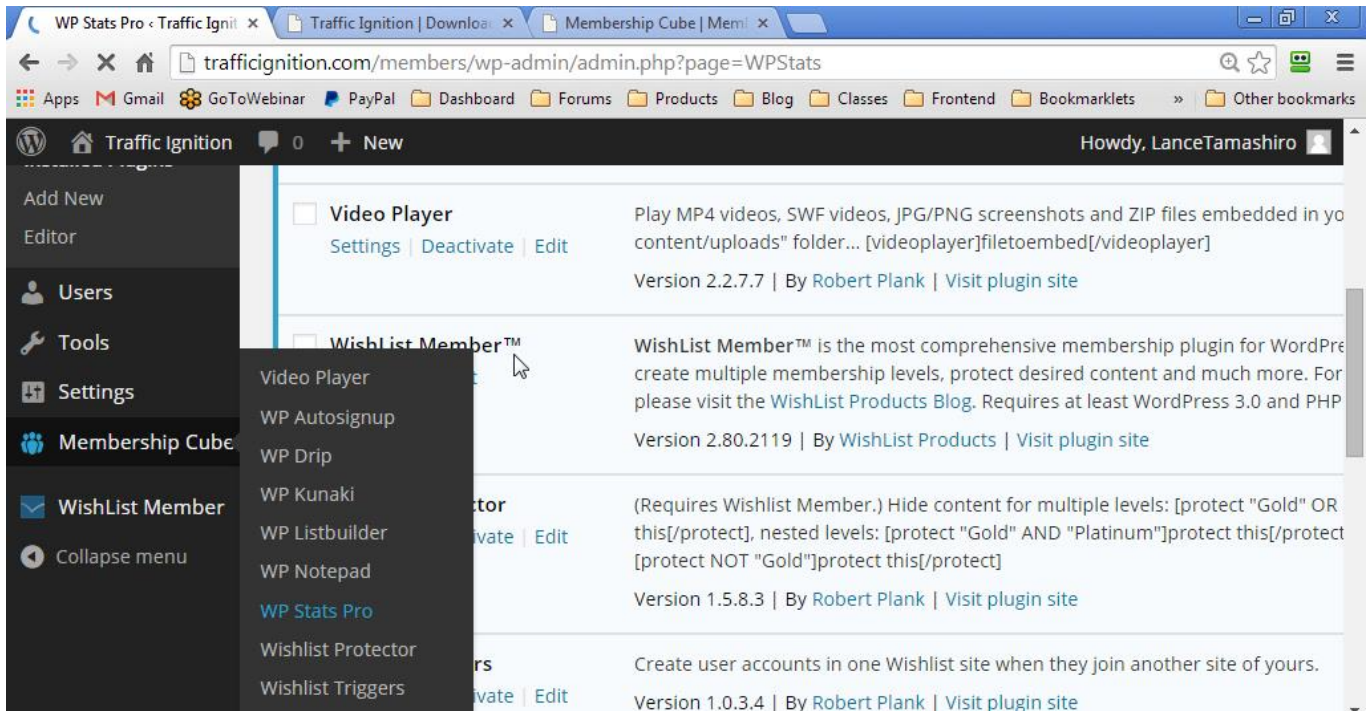 WP Stats Pro ‹ Traffic Ignit
Traffic Ignition | Downloa
Membership Cube | Mem
trafficignition.com/members/wp-admin/admin.php?page=WPStats
Apps Gmail GoToWebinar PayPal Dashboard Forums Products Blog Classes Frontend Bookmarklets » Other bookmarks
Traffic Ignition 0 + New Howdy, LanceTamashiro
Add New
Editor
Users
Tools
Settings
Membership Cube
WishList Member
Collapse menu
Video Player
WP Autosignup
WP Drip
WP Kunaki
WP Listbuilder
WP Notepad
WP Stats Pro
Wishlist Protector
Wishlist Triggers
Video Player
Settings | Deactivate | Edit
Play MP4 videos, SWF videos, JPG/PNG screenshots and ZIP files embedded in yo
content/uploads" folder... [videoplayer]filetoembed[/videoplayer]
Version 2.2.7.7 | By Robert Plank | Visit plugin site
WishList Member™
WishList Member™ is the most comprehensive membership plugin for WordPre
create multiple membership levels, protect desired content and much more. For
please visit the WishList Products Blog. Requires at least WordPress 3.0 and PHP
Version 2.80.2119 | By WishList Products | Visit plugin site
tor
ivate | Edit
(Requires Wishlist Member.) Hide content for multiple levels: [protect "Gold" OR
this[/protect], nested levels: [protect "Gold" AND "Platinum"]protect this[/protect
[protect NOT "Gold"]protect this[/protect]
Version 1.5.8.3 | By Robert Plank | Visit plugin site
rs
ivate | Edit
Create user accounts in one Wishlist site when they join another site of yours.
Version 1.0.3.4 | By Robert Plank | Visit plugin site